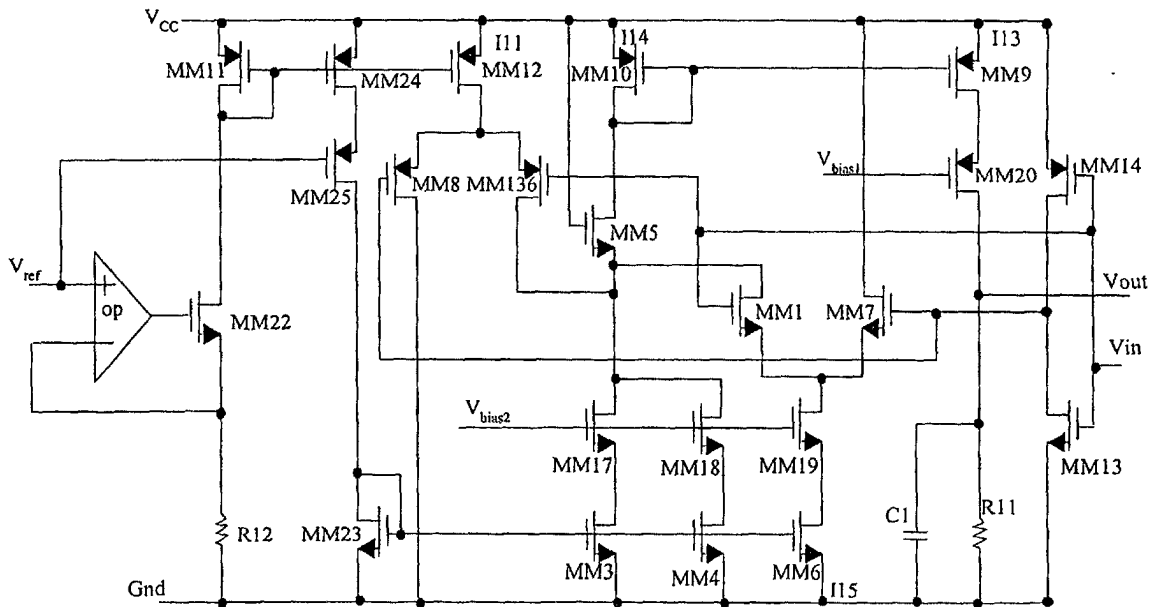 V_CC
I11
I14
I13
MM11
MM24
MM12
MM10
MM9
MM25
MM8
MM136
V_bias1
MM20
MM14
MM5
V_ref
+
op
−
MM22
MM1
MM7
Vout
Vin
V_bias2
MM17
MM18
MM19
MM13
R12
MM23
C1
R11
MM3
MM4
MM6
Gnd
I15